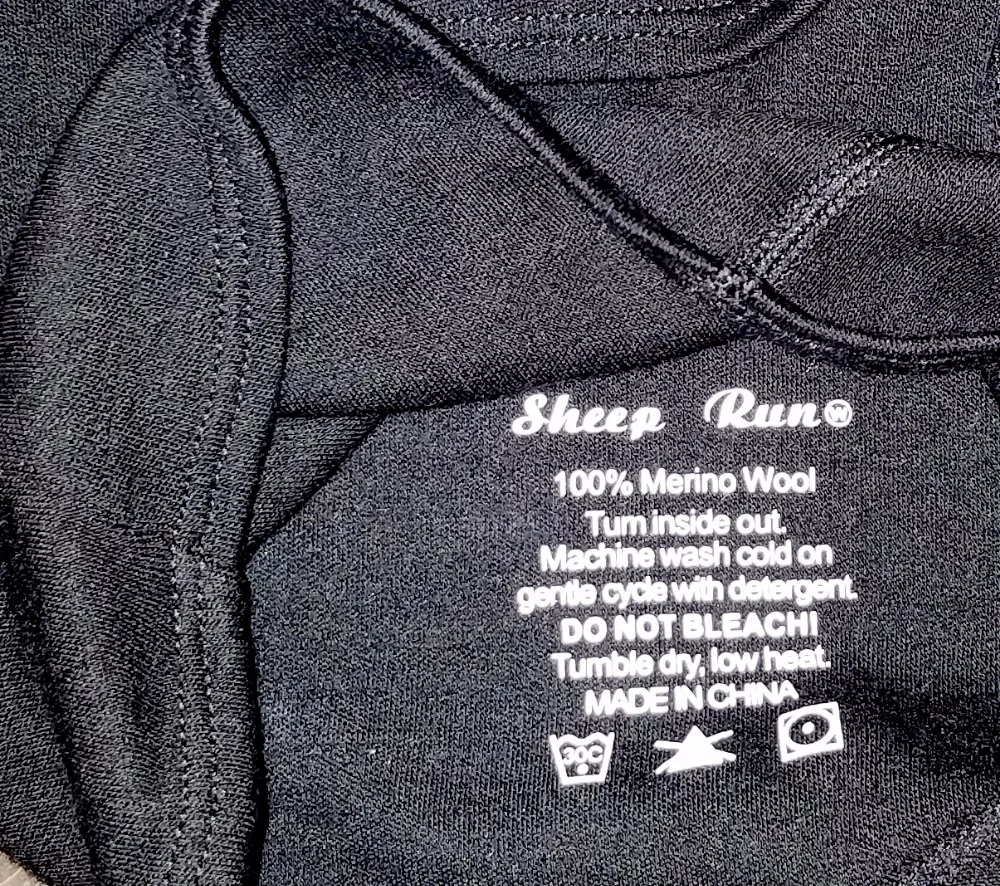 Sheep Run W
100% Merino Wool
Turn inside out.
Machine wash cold on
gentle cycle with detergent.
DO NOT BLEACH!
Tumble dry, low heat.
MADE IN CHINA
30C